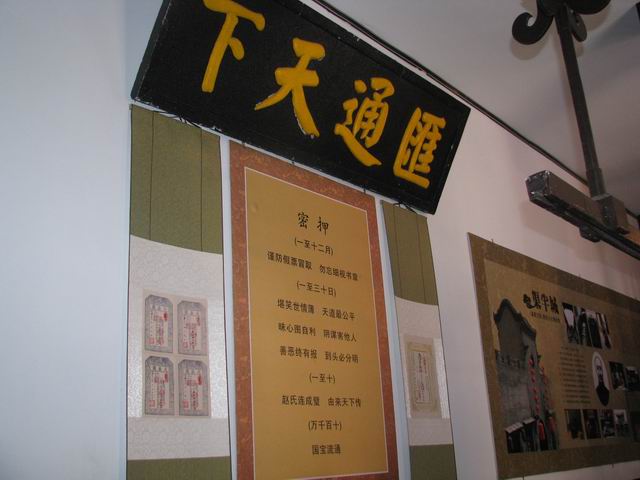 匯通天下
密押
(一至十二月)
谨防假票冒取 勿忘细视书章
(一至三十日)
堪笑世情薄 天道最公平
昧心图自利 阴谋害他人
善恶终有报 到头必分明
(一至十)
赵氏连成璧 由来天下传
(万千百十)
国宝流通